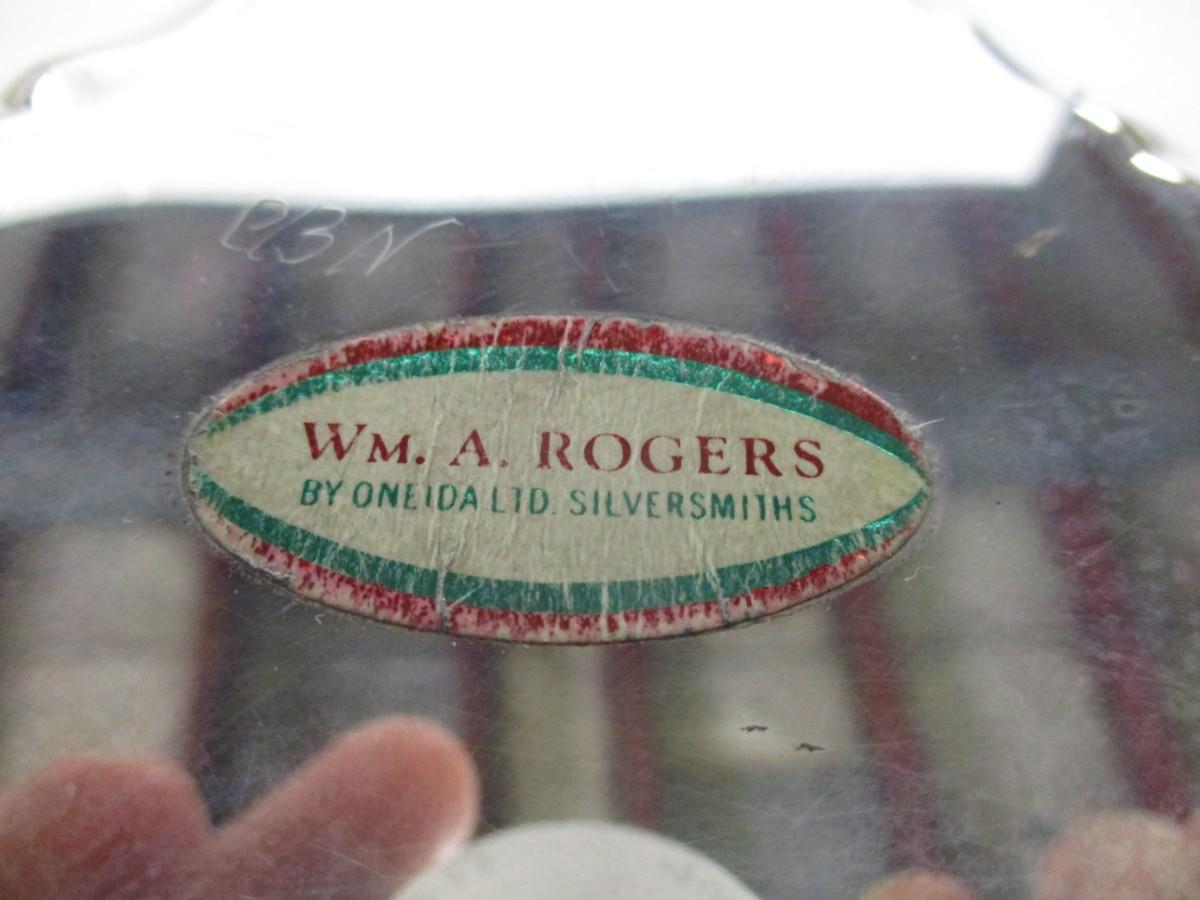 WM. A. ROGERS
BY ONEIDA LTD. SILVERSMITHS